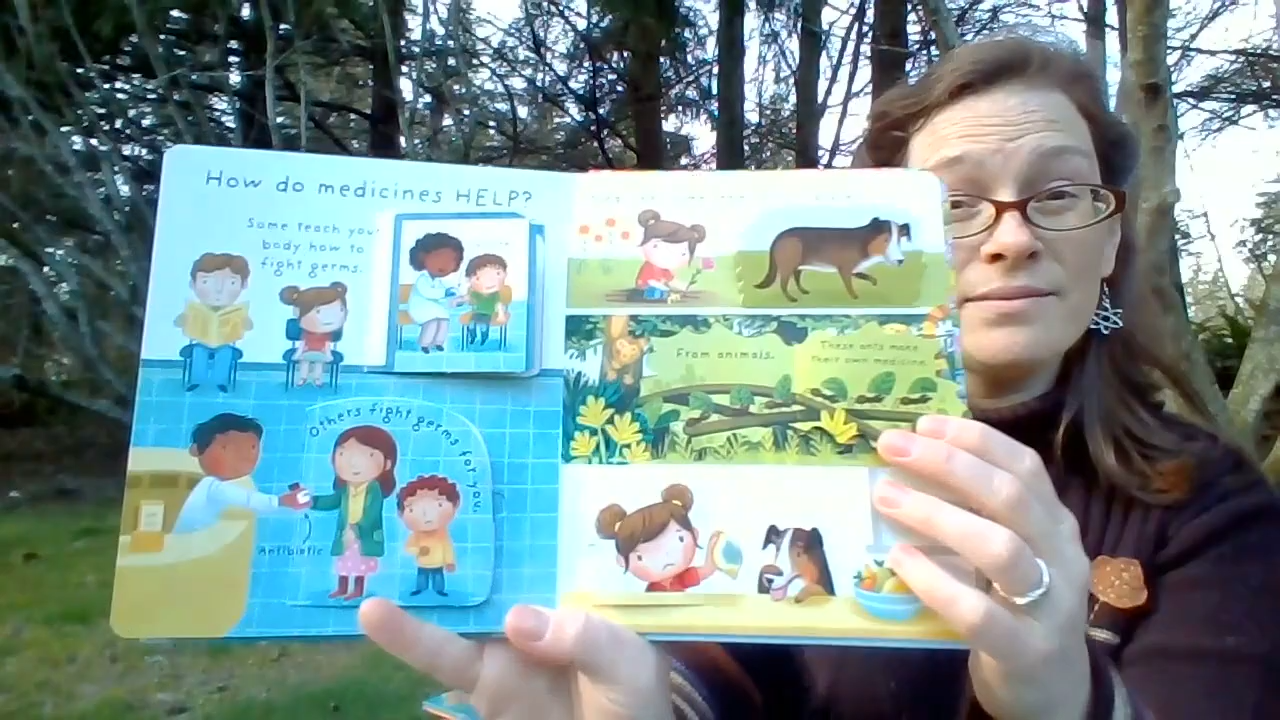 How do medicines HELP?
Some teach your
body how to
fight germs.
Others fight germs for you.
Antibiotic
From animals.
These ants make
their own medicine.